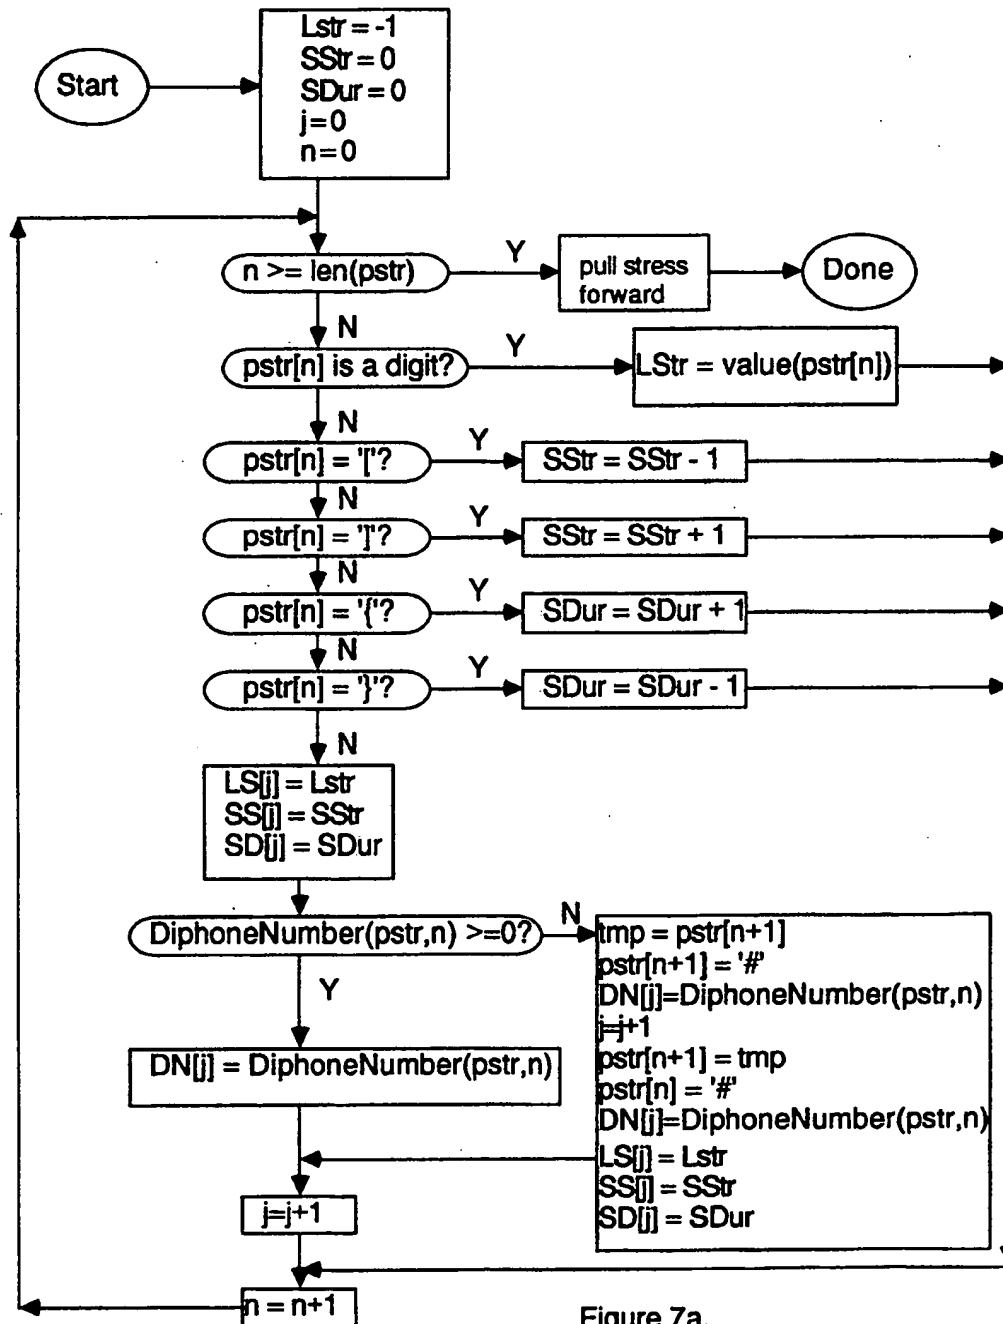 Start
Lstr = -1
SStr = 0
SDur = 0
j=0
n=0
n >= len(pstr)
Y
pull stress
forward
Done
N
pstr[n] is a digit?
Y
LStr = value(pstr[n])
N
pstr[n] = '['?
Y
SStr = SStr - 1
N
pstr[n] = ']'?
Y
SStr = SStr + 1
N
pstr[n] = '{'?
Y
SDur = SDur + 1
N
pstr[n] = '}'?
Y
SDur = SDur - 1
N
LS[j] = Lstr
SS[j] = SStr
SD[j] = SDur
DiphoneNumber(pstr,n) >=0?
N
Y
tmp = pstr[n+1]
pstr[n+1] = '#'
DN[j]=DiphoneNumber(pstr,n)
j=j+1
pstr[n+1] = tmp
pstr[n] = '#'
DN[j]=DiphoneNumber(pstr,n)
LS[j] = Lstr
SS[j] = SStr
SD[j] = SDur
DN[j] = DiphoneNumber(pstr,n)
j=j+1
n = n+1
Figure 7a.